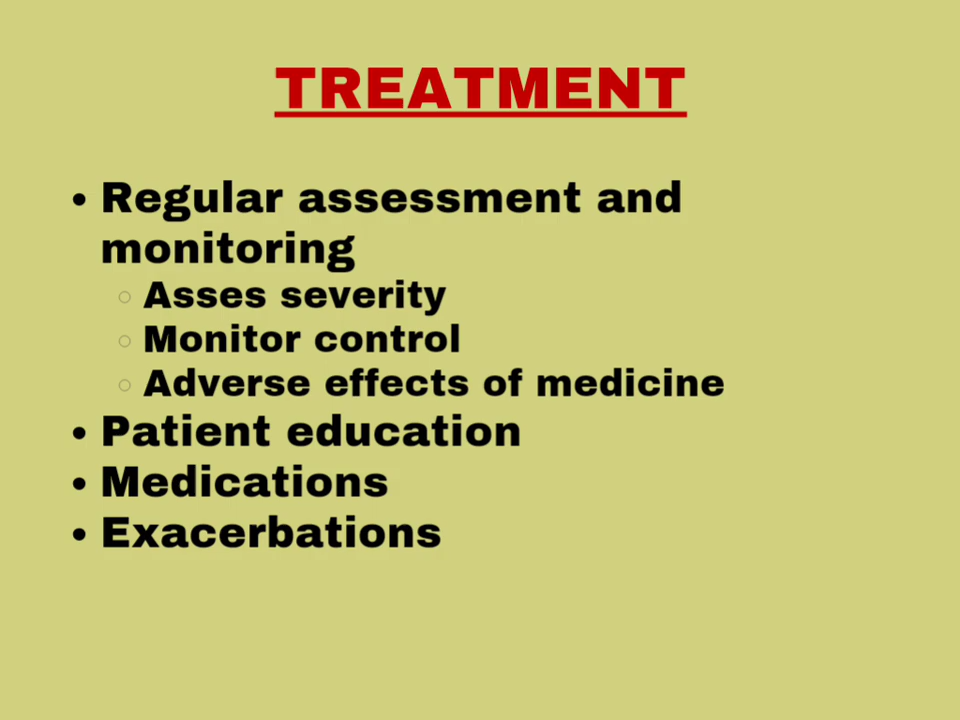 TREATMENT
• Regular assessment and
monitoring
○ Asses severity
○ Monitor control
○ Adverse effects of medicine
• Patient education
• Medications
• Exacerbations